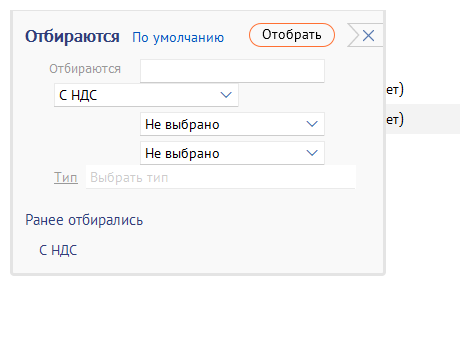 Отбираются По умолчанию Отобрать
Отбираются
С НДС
ет)
Не выбрано
ет)
Не выбрано
Тип Выбрать тип
Ранее отбирались
С НДС